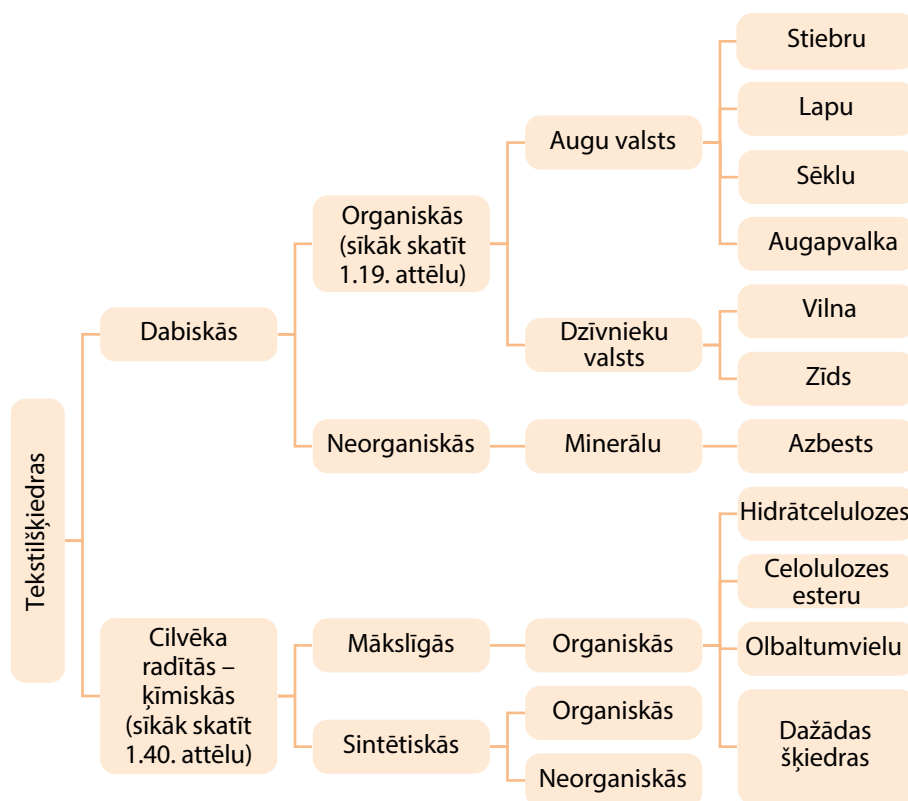 Tekstilšķiedras
Dabiskās
Organiskās
(sīkāk skatīt
1.19. attēlu)
Augu valsts
Stiebru
Lapu
Sēklu
Augapvalka
Dzīvnieku
valsts
Vilna
Zīds
Neorganiskās
Minerālu
Azbests
Cilvēka
radītās –
ķīmiskās
(sīkāk skatīt
1.40. attēlu)
Mākslīgās
Organiskās
Hidrātcelulozes
Celolulozes
esteru
Olbaltumvielu
Dažādas
šķiedras
Sintētiskās
Organiskās
Neorganiskās